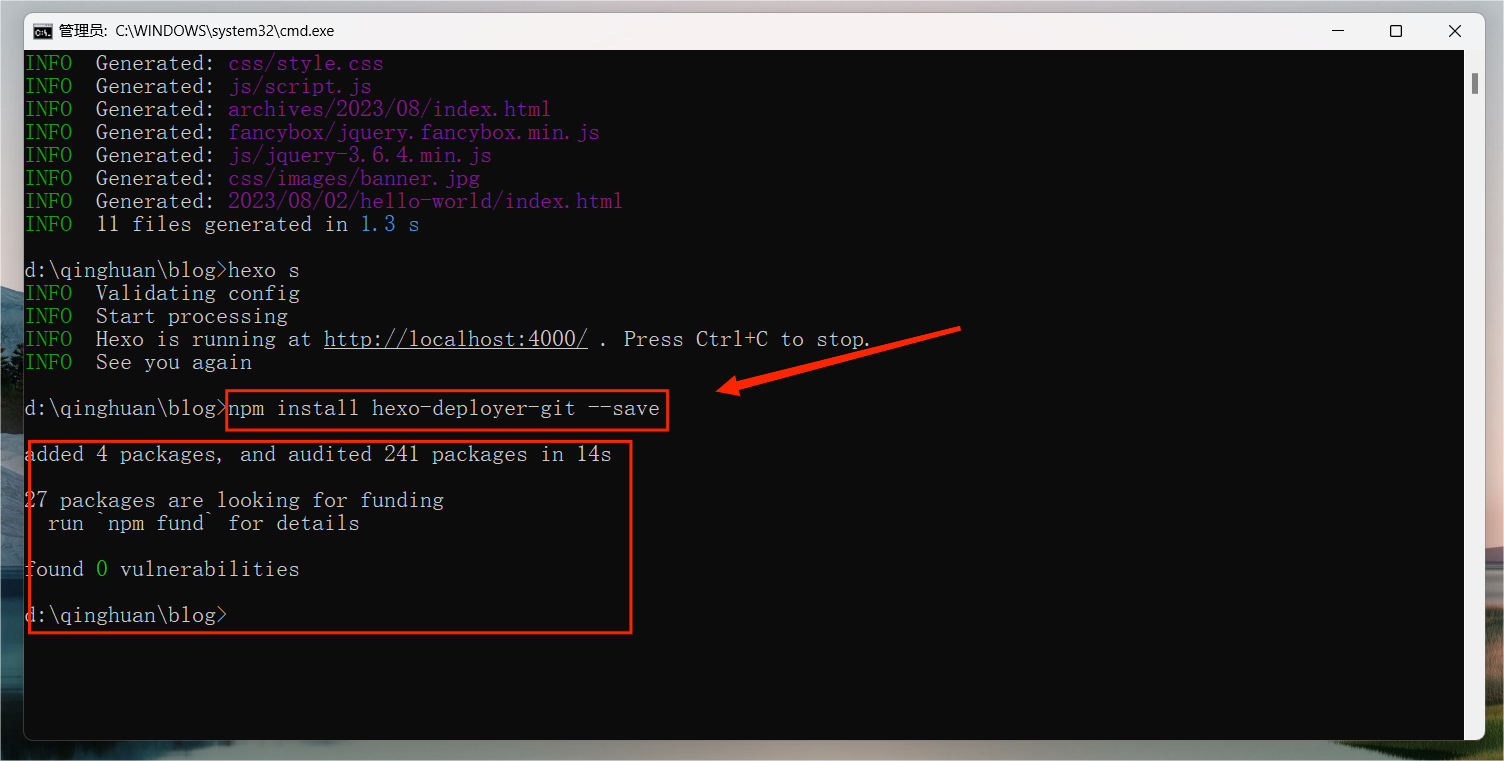 管理员: C:\WINDOWS\system32\cmd.exe
INFO  Generated: css/style.css
INFO  Generated: js/script.js
INFO  Generated: archives/2023/08/index.html
INFO  Generated: fancybox/jquery.fancybox.min.js
INFO  Generated: js/jquery-3.6.4.min.js
INFO  Generated: css/images/banner.jpg
INFO  Generated: 2023/08/02/hello-world/index.html
INFO  11 files generated in 1.3 s
d:\qinghuan\blog>hexo s
INFO  Validating config
INFO  Start processing
INFO  Hexo is running at http://localhost:4000/ . Press Ctrl+C to stop.
INFO  See you again
d:\qinghuan\blog>npm install hexo-deployer-git --save
added 4 packages, and audited 241 packages in 14s
27 packages are looking for funding
  run `npm fund` for details
found 0 vulnerabilities
d:\qinghuan\blog>